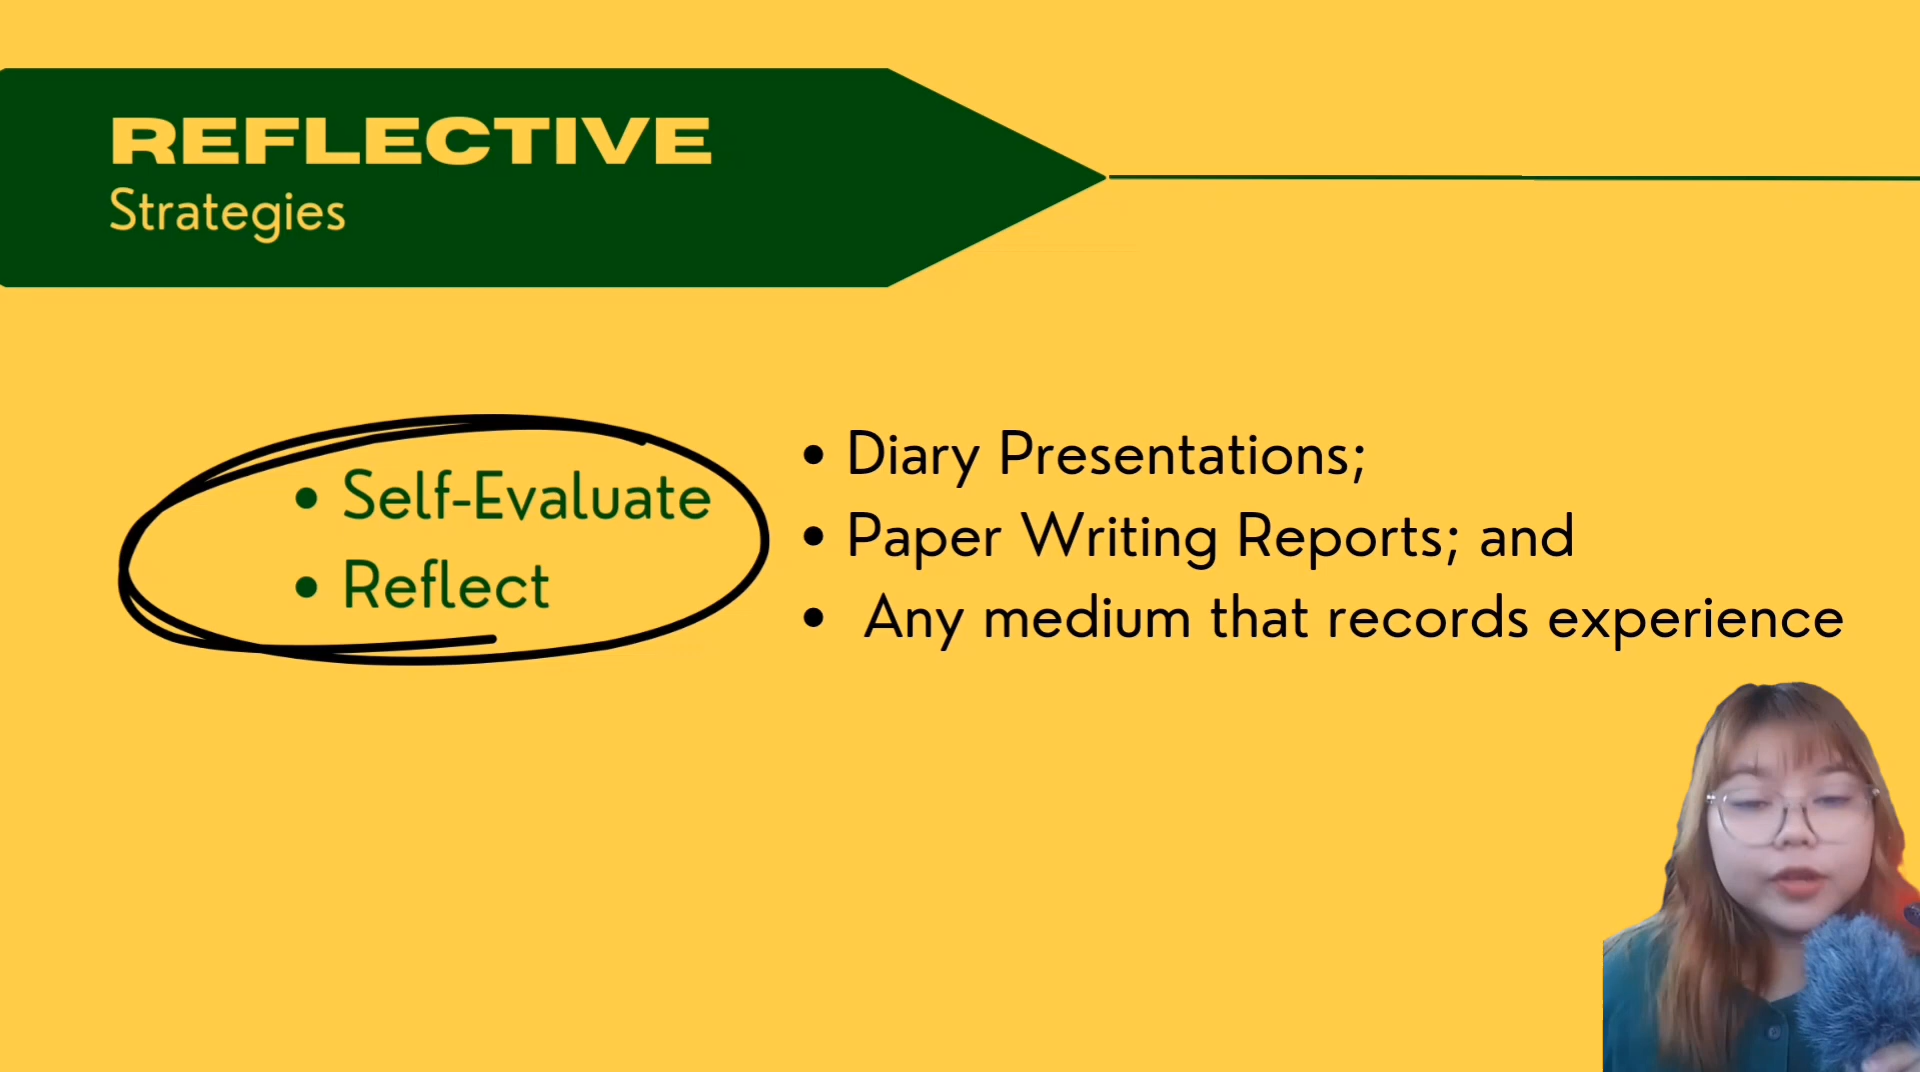 REFLECTIVE
Strategies
• Self-Evaluate
• Reflect
• Diary Presentations;
• Paper Writing Reports; and
• Any medium that records experience